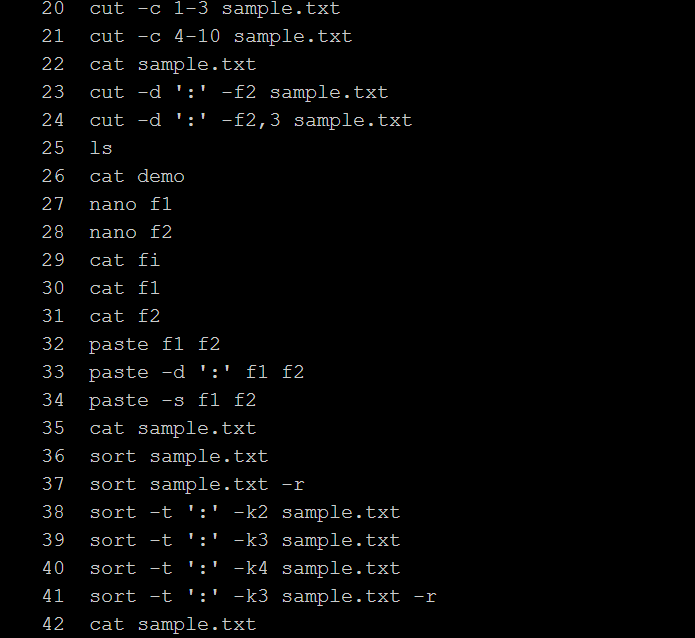 20 cut -c 1-3 sample.txt
21 cut -c 4-10 sample.txt
22 cat sample.txt
23 cut -d ':' -f2 sample.txt
24 cut -d ':' -f2,3 sample.txt
25 ls
26 cat demo
27 nano f1
28 nano f2
29 cat fi
30 cat f1
31 cat f2
32 paste f1 f2
33 paste -d ':' f1 f2
34 paste -s f1 f2
35 cat sample.txt
36 sort sample.txt
37 sort sample.txt -r
38 sort -t ':' -k2 sample.txt
39 sort -t ':' -k3 sample.txt
40 sort -t ':' -k4 sample.txt
41 sort -t ':' -k3 sample.txt -r
42 cat sample.txt